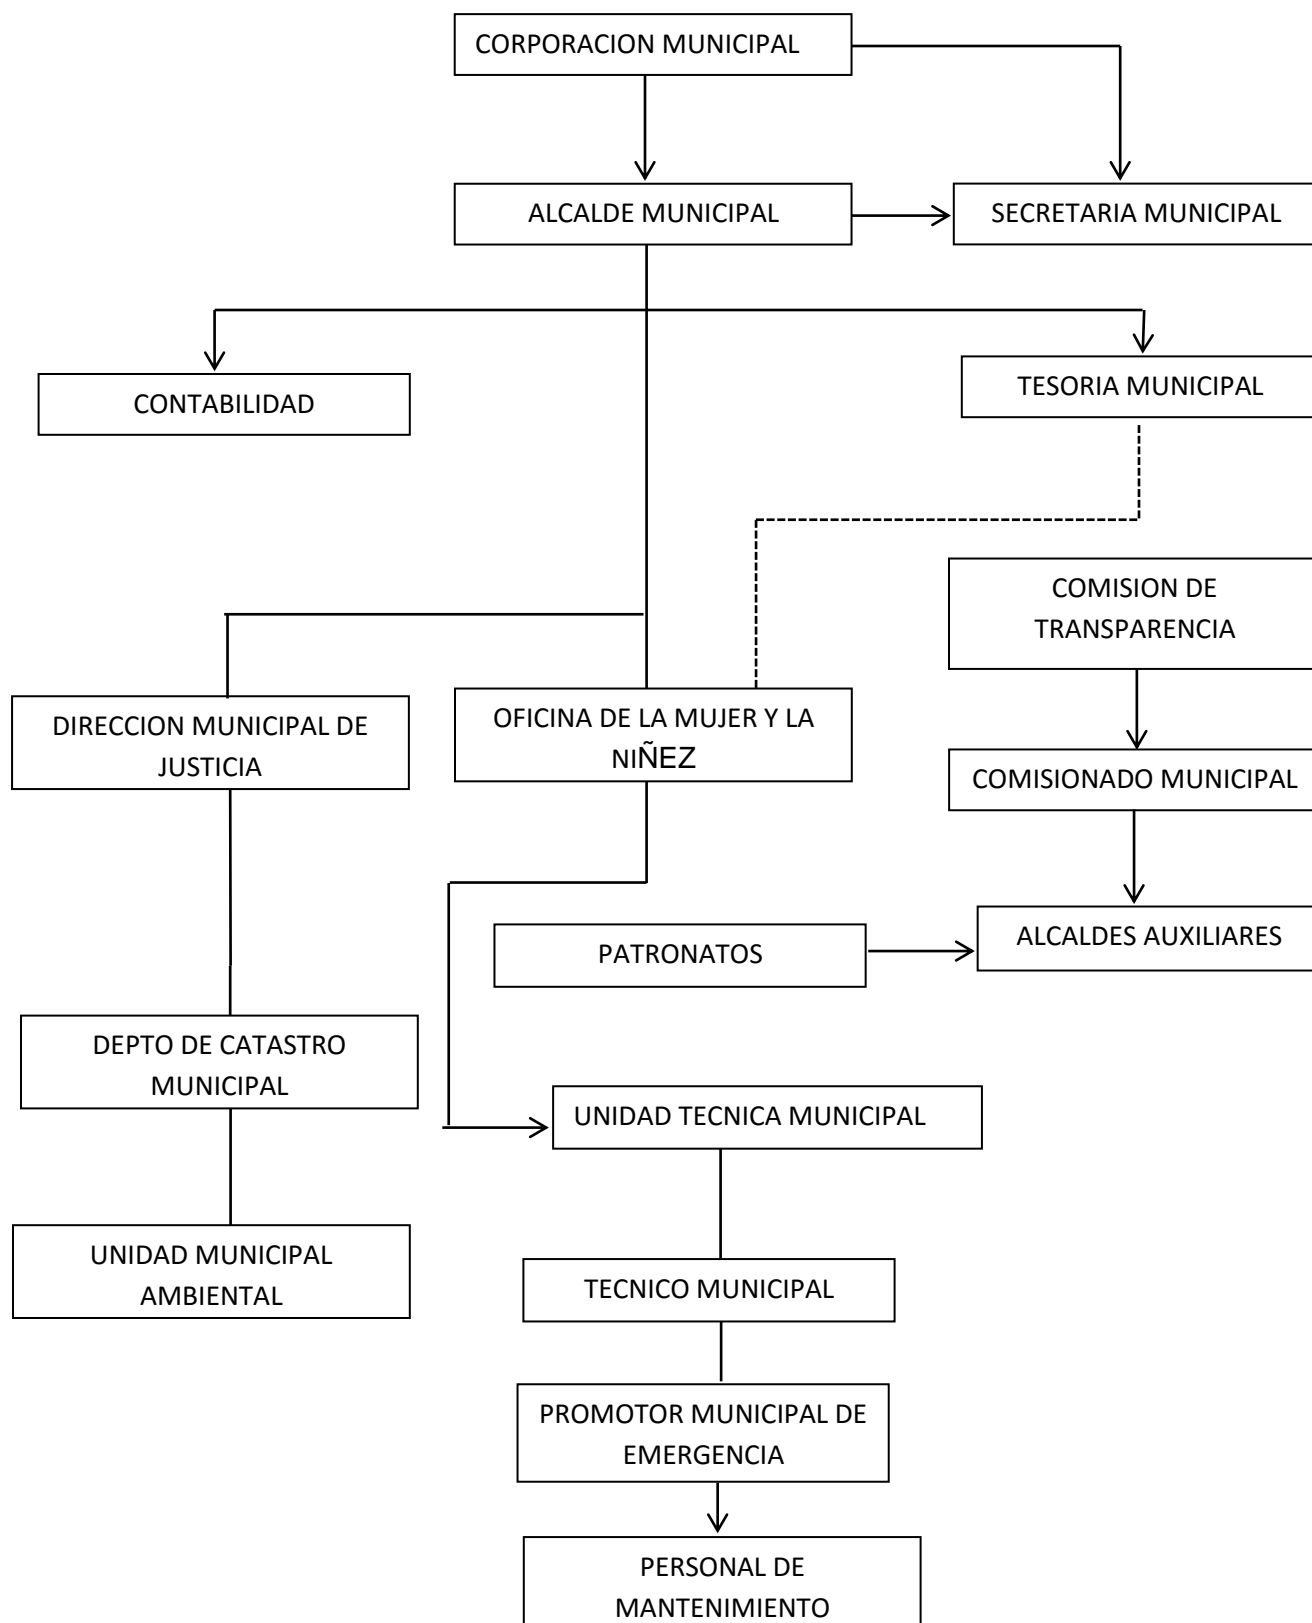 CORPORACION MUNICIPAL
ALCALDE MUNICIPAL
SECRETARIA MUNICIPAL
CONTABILIDAD
TESORIA MUNICIPAL
COMISION DE
TRANSPARENCIA
DIRECCION MUNICIPAL DE
JUSTICIA
OFICINA DE LA MUJER Y LA
NIÑEZ
COMISIONADO MUNICIPAL
PATRONATOS
ALCALDES AUXILIARES
DEPTO DE CATASTRO
MUNICIPAL
UNIDAD TECNICA MUNICIPAL
UNIDAD MUNICIPAL
AMBIENTAL
TECNICO MUNICIPAL
PROMOTOR MUNICIPAL DE
EMERGENCIA
PERSONAL DE
MANTENIMIENTO